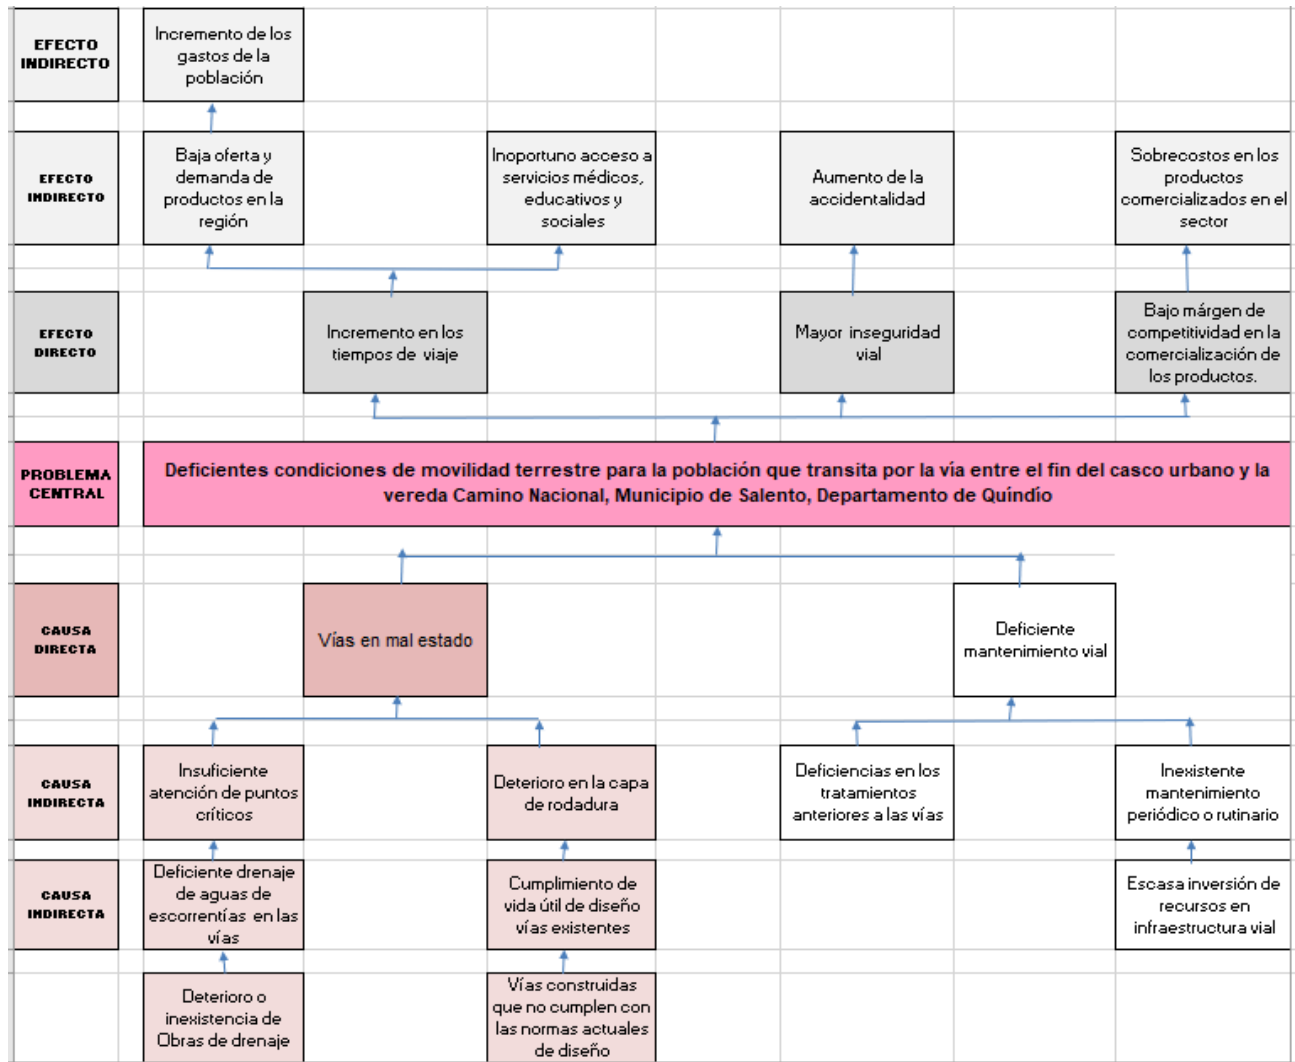 EFECTO
INDIRECTO
Incremento de los
gastos de la
población
EFECTO
INDIRECTO
Baja oferta y
demanda de
productos en la
región
Inoportuno acceso a
servicios médicos,
educativos y
sociales
Aumento de la
accidentalidad
Sobrecostos en los
productos
comercializados en el
sector
EFECTO
DIRECTO
Incremento en los
tiempos de viaje
Mayor inseguridad
vial
Bajo márgen de
competitividad en la
comercialización de
los productos.
PROBLEMA
CENTRAL
Deficientes condiciones de movilidad terrestre para la población que transita por la vía entre el fin del casco urbano y la
vereda Camino Nacional, Municipio de Salento, Departamento de Quíndío
CAUSA
DIRECTA
Vías en mal estado
Deficiente
mantenimiento vial
CAUSA
INDIRECTA
Insuficiente
atención de puntos
críticos
Deterioro en la capa
de rodadura
Deficiencias en los
tratamientos
anteriores a las vías
Inexistente
mantenimiento
periódico o rutinario
CAUSA
INDIRECTA
Deficiente drenaje
de aguas de
escorrentías en las
vías
Cumplimiento de
vida útil de diseño
vías existentes
Escasa inversión de
recursos en
infraestructura vial
Deterioro o
inexistencia de
Obras de drenaje
Vías construidas
que no cumplen con
las normas actuales
de diseño